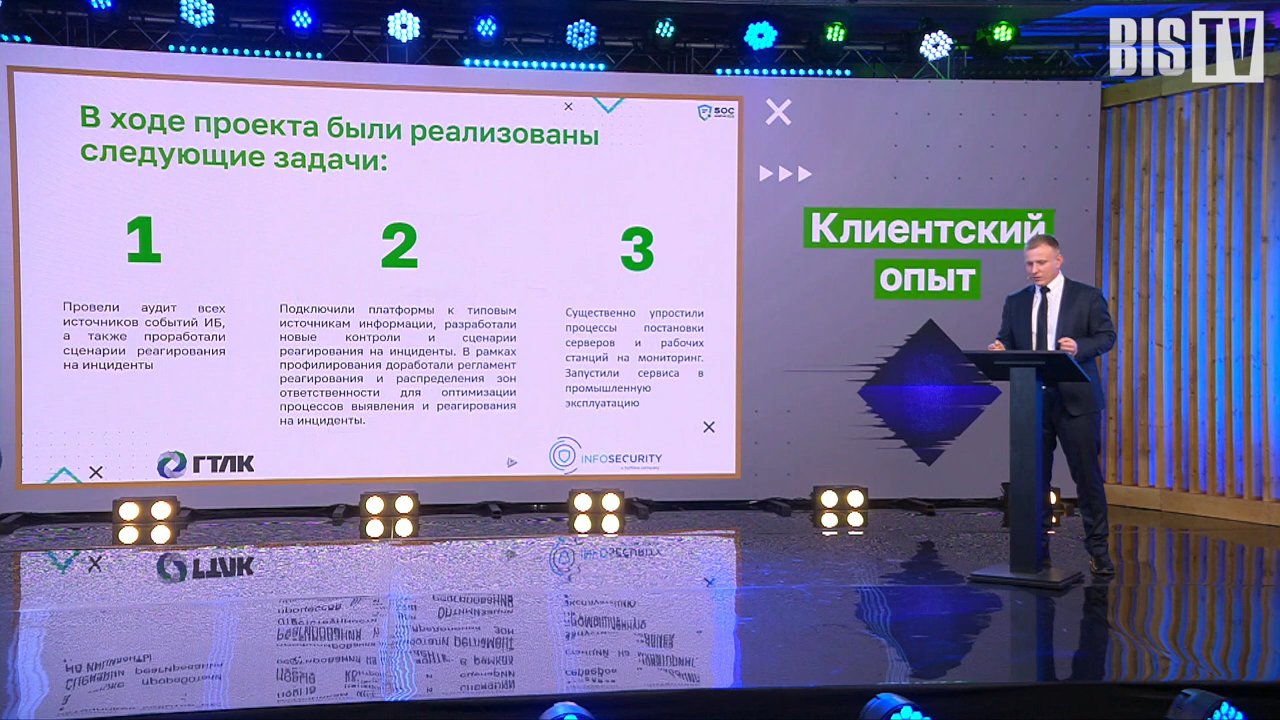 BIS TV
В ходе проекта были реализованы
следующие задачи:
SOC
1
Провели аудит всех
источников событий ИБ,
а также проработали
сценарии реагирования
на инциденты
2
Подключили платформы к типовым
источникам информации, разработали
новые контроли и сценарии
реагирования на инциденты. В рамках
профилирования доработали регламент
реагирования и распределения зон
ответственности для оптимизации
процессов выявления и реагирования
на инциденты.
3
Существенно упростили
процессы постановки
серверов и рабочих
станций на мониторинг.
Запустили сервиса в
промышленную
эксплуатацию
ГТЛК
INFOSECURITY
Клиентский
опыт